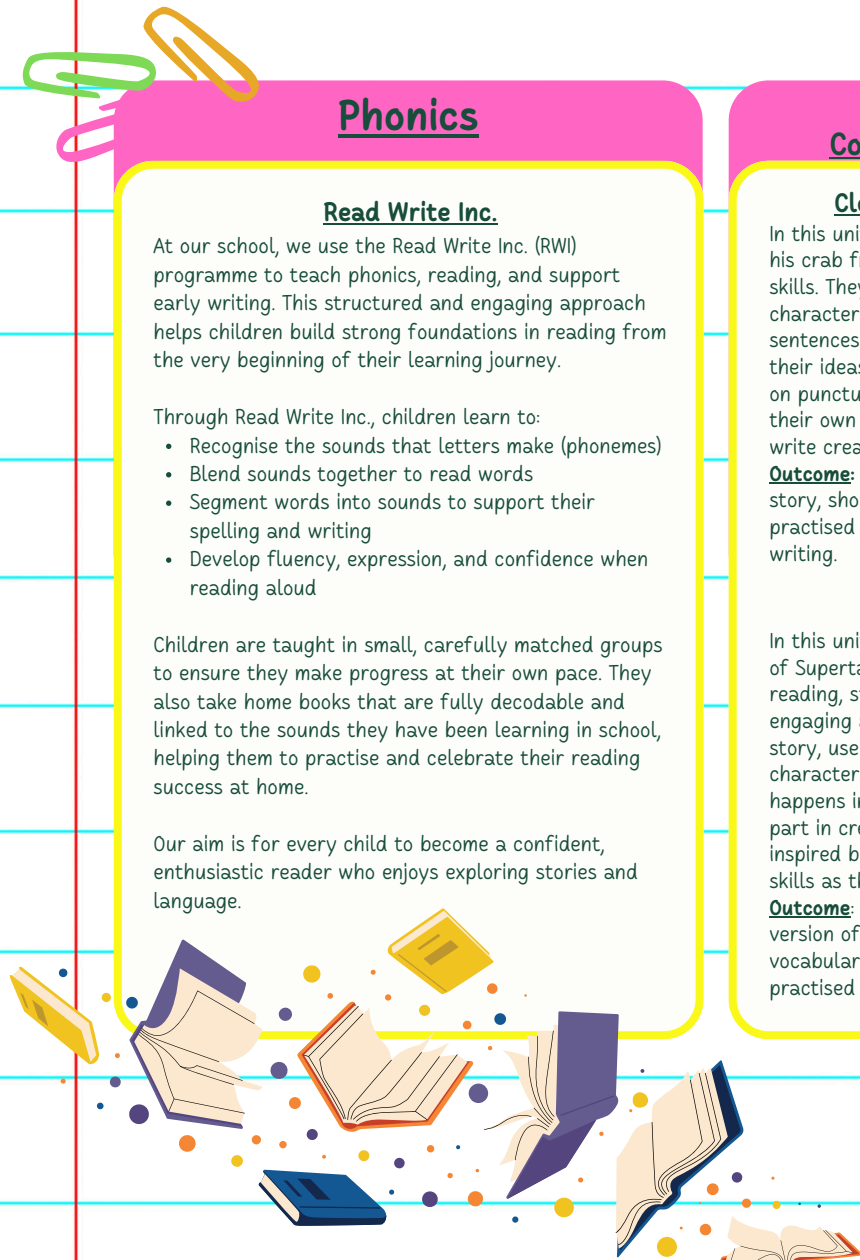 Phonics
Read Write Inc.
At our school, we use the Read Write Inc. (RWI)
programme to teach phonics, reading, and support
early writing. This structured and engaging approach
helps children build strong foundations in reading from
the very beginning of their learning journey.
Through Read Write Inc., children learn to:
• Recognise the sounds that letters make (phonemes)
• Blend sounds together to read words
• Segment words into sounds to support their
spelling and writing
• Develop fluency, expression, and confidence when
reading aloud
Children are taught in small, carefully matched groups
to ensure they make progress at their own pace. They
also take home books that are fully decodable and
linked to the sounds they have been learning in school,
helping them to practise and celebrate their reading
success at home.
Our aim is for every child to become a confident,
enthusiastic reader who enjoys exploring stories and
language.
In this
his crab
skills. They
character
sentences
their ideas
on
their own
write
Outcome:
story,
practised
writing.
In this
of
reading,
engaging
story, use
character
happens
part in
inspired
skills as
Outcome:
version of
practised